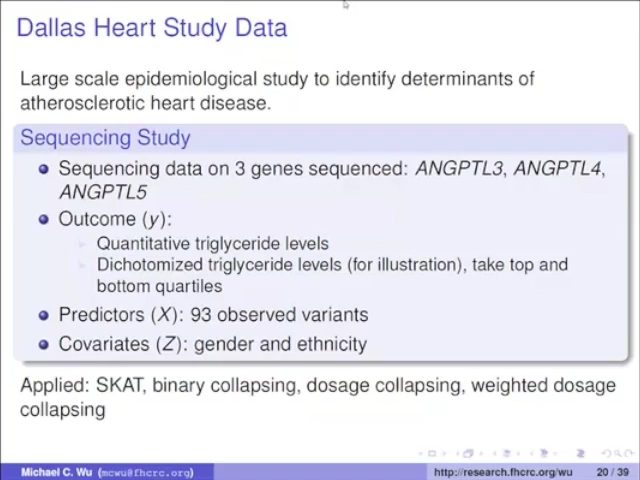 Dallas Heart Study Data
Large scale epidemiological study to identify determinants of
atherosclerotic heart disease.
Sequencing Study
Sequencing data on 3 genes sequenced: ANGPTL3, ANGPTL4,
ANGPTL5
Outcome (y):
Quantitative triglyceride levels
Dichotomized triglyceride levels (for illustration), take top and
bottom quartiles
Predictors (X): 93 observed variants
Covariates (Z): gender and ethnicity
Applied: SKAT, binary collapsing, dosage collapsing, weighted dosage
collapsing
Michael C. Wu (mcwu@fhcrc.org) http://research.fhcrc.org/wu 20 / 39